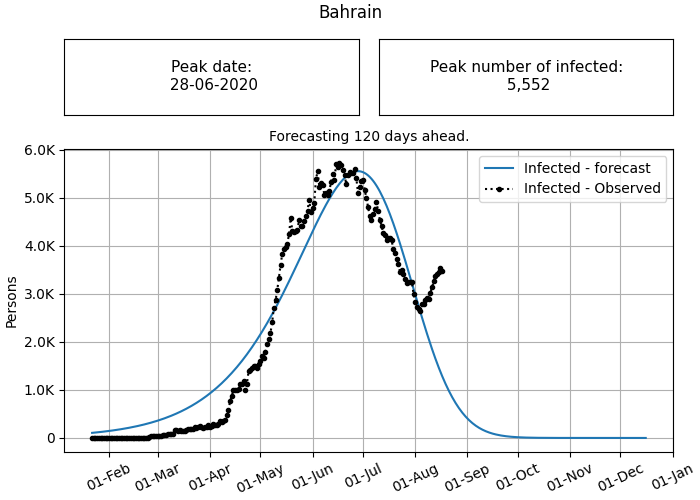 Bahrain
Peak date:
28-06-2020
Peak number of infected:
5,552
Forecasting 120 days ahead.
6.0K
5.0K
4.0K
3.0K
2.0K
1.0K
0
Persons
Infected - forecast
Infected - Observed
01-Feb
01-Mar
01-Apr
01-May
01-Jun
01-Jul
01-Aug
01-Sep
01-Oct
01-Nov
01-Dec
01-Jan